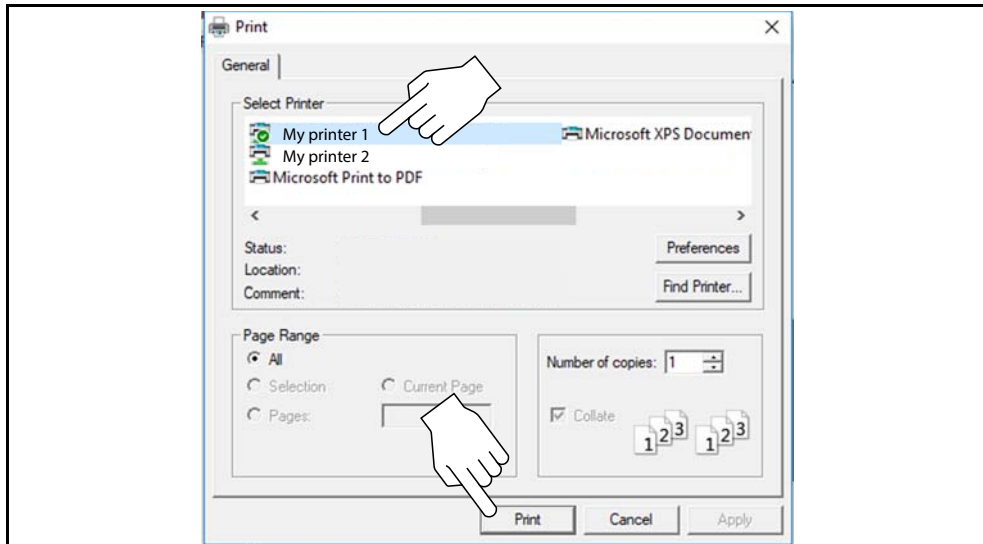 Print
General
Select Printer
My printer 1
Microsoft XPS Documen
My printer 2
Microsoft Print to PDF
Status:
Preferences
Location:
Comment:
Find Printer...
Page Range
All
Number of copies: 1
Selection
Current Page
Pages:
Collate
1 2 3 1 2 3
Print
Cancel
Apply